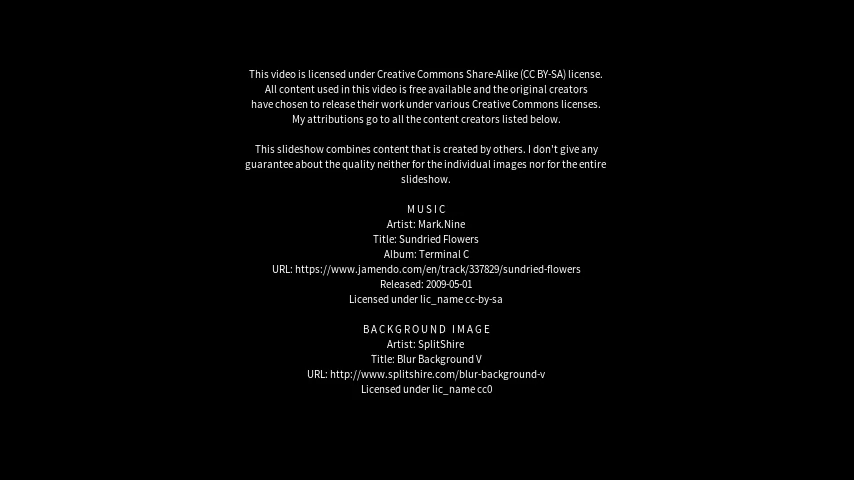 This video is licensed under Creative Commons Share-Alike (CC BY-SA) license.
All content used in this video is free available and the original creators
have chosen to release their work under various Creative Commons licenses.
My attributions go to all the content creators listed below.
This slideshow combines content that is created by others. I don't give any
guarantee about the quality neither for the individual images nor for the entire
slideshow.
MUSIC
Artist: Mark.Nine
Title: Sundried Flowers
Album: Terminal C
URL: https://www.jamendo.com/en/track/337829/sundried-flowers
Released: 2009-05-01
Licensed under lic_name cc-by-sa
BACKGROUND IMAGE
Artist: SplitShire
Title: Blur Background V
URL: http://www.splitshire.com/blur-background-v
Licensed under lic_name cc0